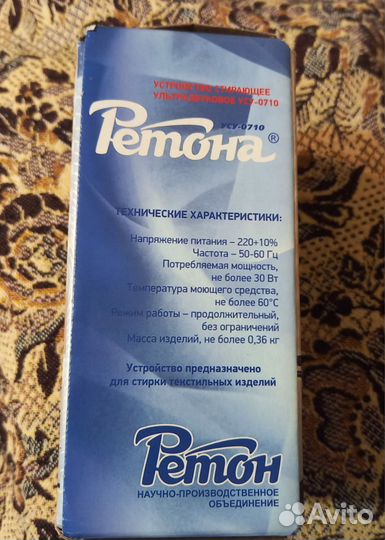 УСТРОЙСТВО СТИРАЮЩЕЕ
УЛЬТРАЗВУКОВОЕ УСУ-0710
УСУ-0710
Ретона®
ТЕХНИЧЕСКИЕ ХАРАКТЕРИСТИКИ:
Напряжение питания – 220+10%
Частота – 50-60 Гц
Потребляемая мощность,
не более 30 Вт
Температура моющего средства,
не более 60°C
Режим работы – продолжительный,
без ограничений
Масса изделий, не более 0,36 кг
Устройство предназначено
для стирки текстильных изделий
Ретон
НАУЧНО-ПРОИЗВОДСТВЕННОЕ
ОБЪЕДИНЕНИЕ
Avito